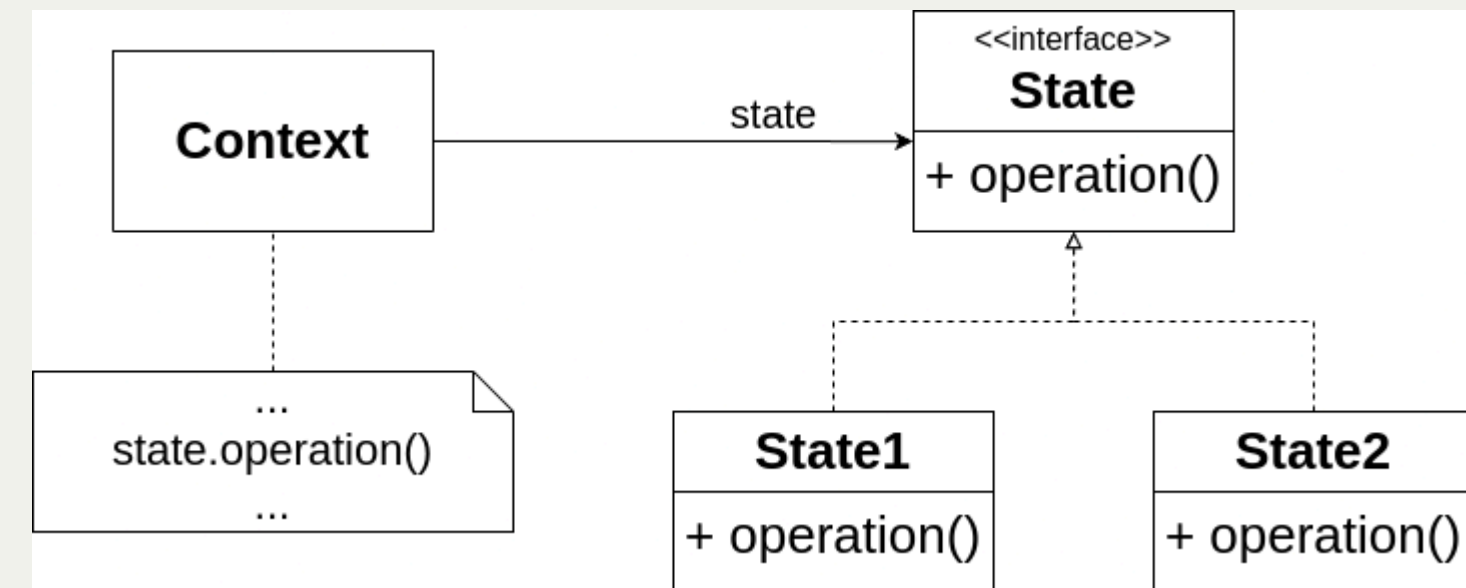 Context
state
<<interface>>
State
+ operation()
...
state.operation()
...
State1
+ operation()
State2
+ operation()